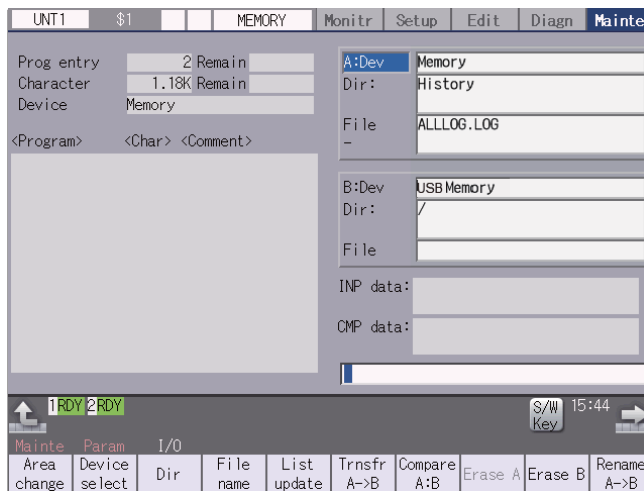 UNT1 $1 MEMORY Monitr Setup Edit Diagn Mainte
Prog entry 2 Remain
Character 1.18K Remain
Device Memory
<Program> <Char> <Comment>
A:Dev Memory
Dir: History
File ALLLOG.LOG
-
B:Dev USB Memory
Dir: /
File
INP data:
CMP data:
1RDY 2RDY
S/W Key 15:44
Mainte Param I/O
Area change
Device select
Dir
File name
List update
Trnsfr A->B
Compare A:B
Erase A
Erase B
Rename A->B